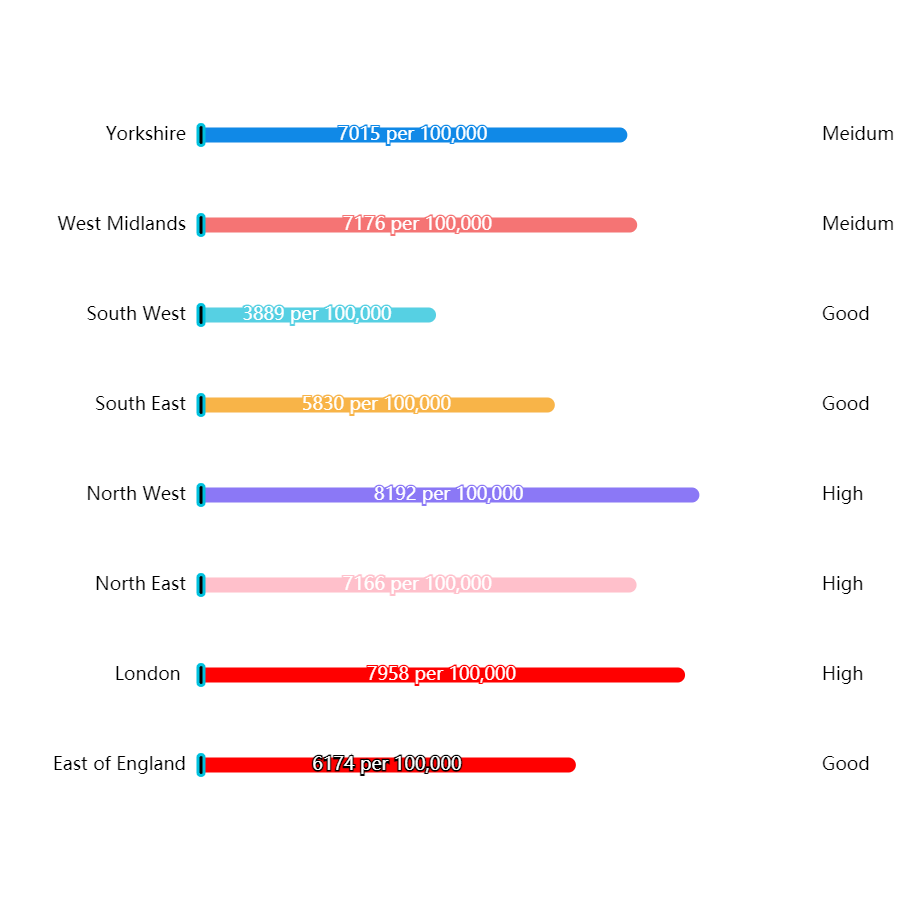 Yorkshire 7015 per 100,000 Meidum
West Midlands 7176 per 100,000 Meidum
South West 3889 per 100,000 Good
South East 5830 per 100,000 Good
North West 8192 per 100,000 High
North East 7166 per 100,000 High
London 7958 per 100,000 High
East of England 6174 per 100,000 Good